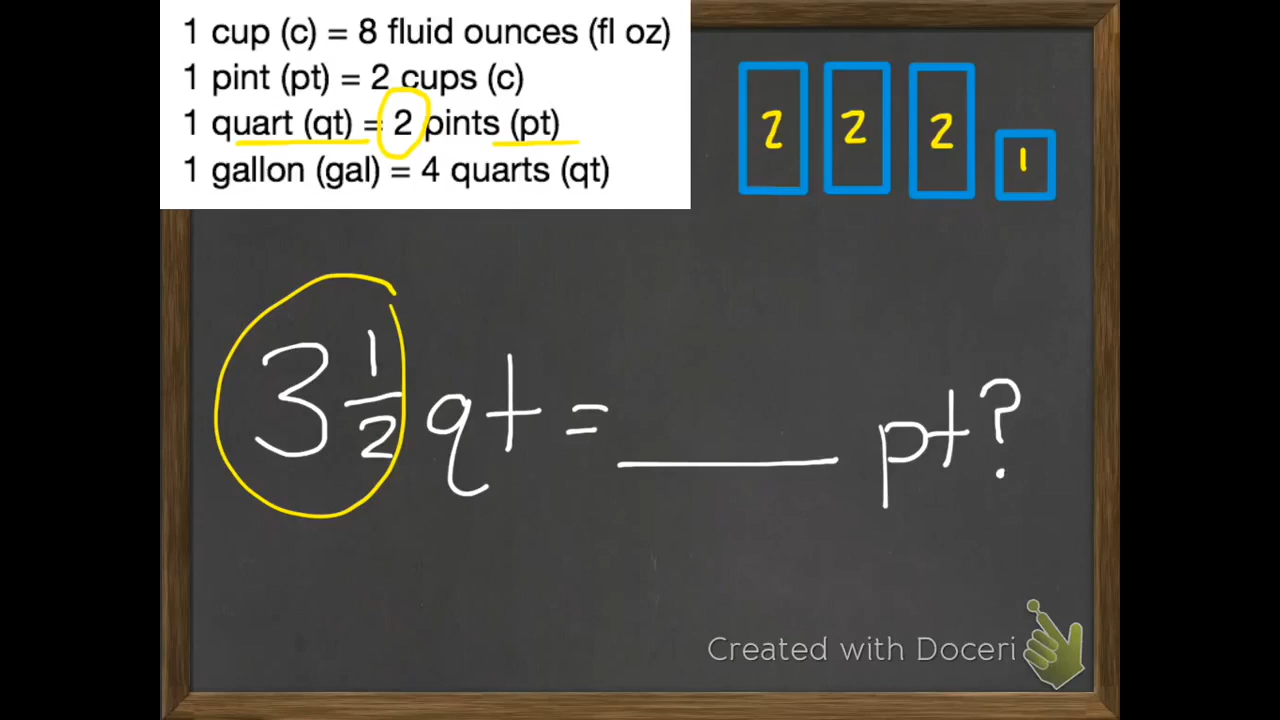 1 cup (c) = 8 fluid ounces (fl oz)
1 pint (pt) = 2 cups (c)
1 quart (qt) = 2 pints (pt)
1 gallon (gal) = 4 quarts (qt)
2 2 2 1
3 1/2 qt = ____ pt?
Created with Doceri